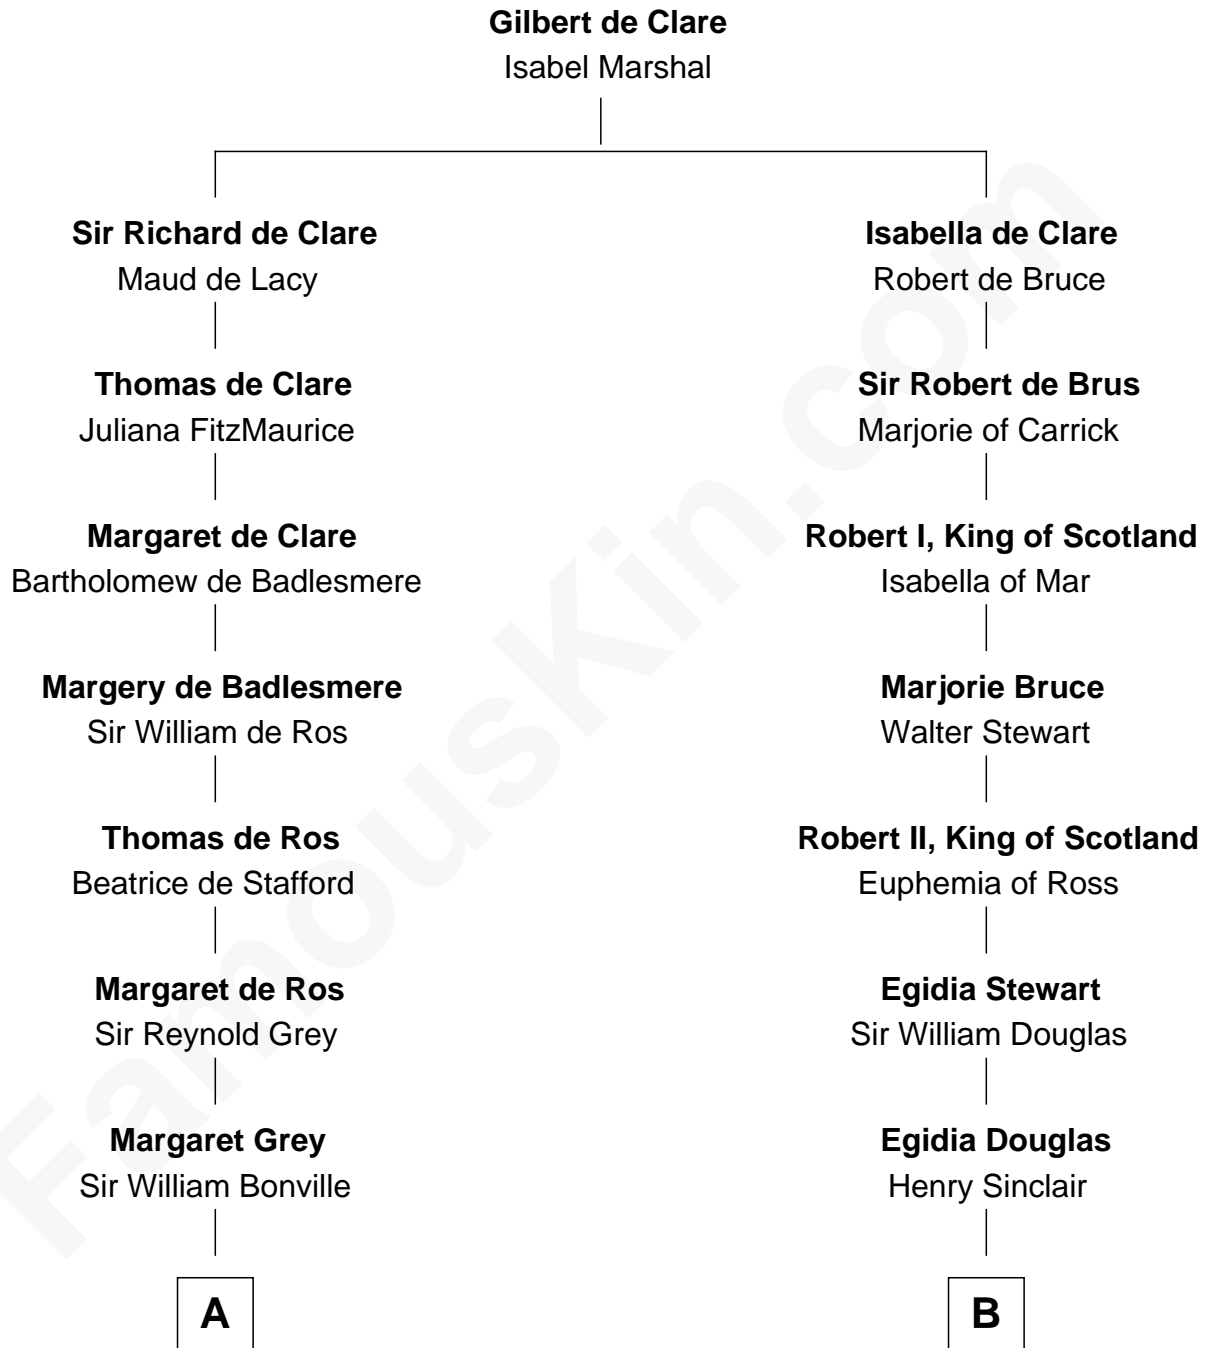 Gilbert de Clare
Isabel Marshal
Sir Richard de Clare
Maud de Lacy
Thomas de Clare
Juliana FitzMaurice
Margaret de Clare
Bartholomew de Badlesmere
Margery de Badlesmere
Sir William de Ros
Thomas de Ros
Beatrice de Stafford
Margaret de Ros
Sir Reynold Grey
Margaret Grey
Sir William Bonville
A
Isabella de Clare
Robert de Bruce
Sir Robert de Brus
Marjorie of Carrick
Robert I, King of Scotland
Isabella of Mar
Marjorie Bruce
Walter Stewart
Robert II, King of Scotland
Euphemia of Ross
Egidia Stewart
Sir William Douglas
Egidia Douglas
Henry Sinclair
B
FamousKin.com